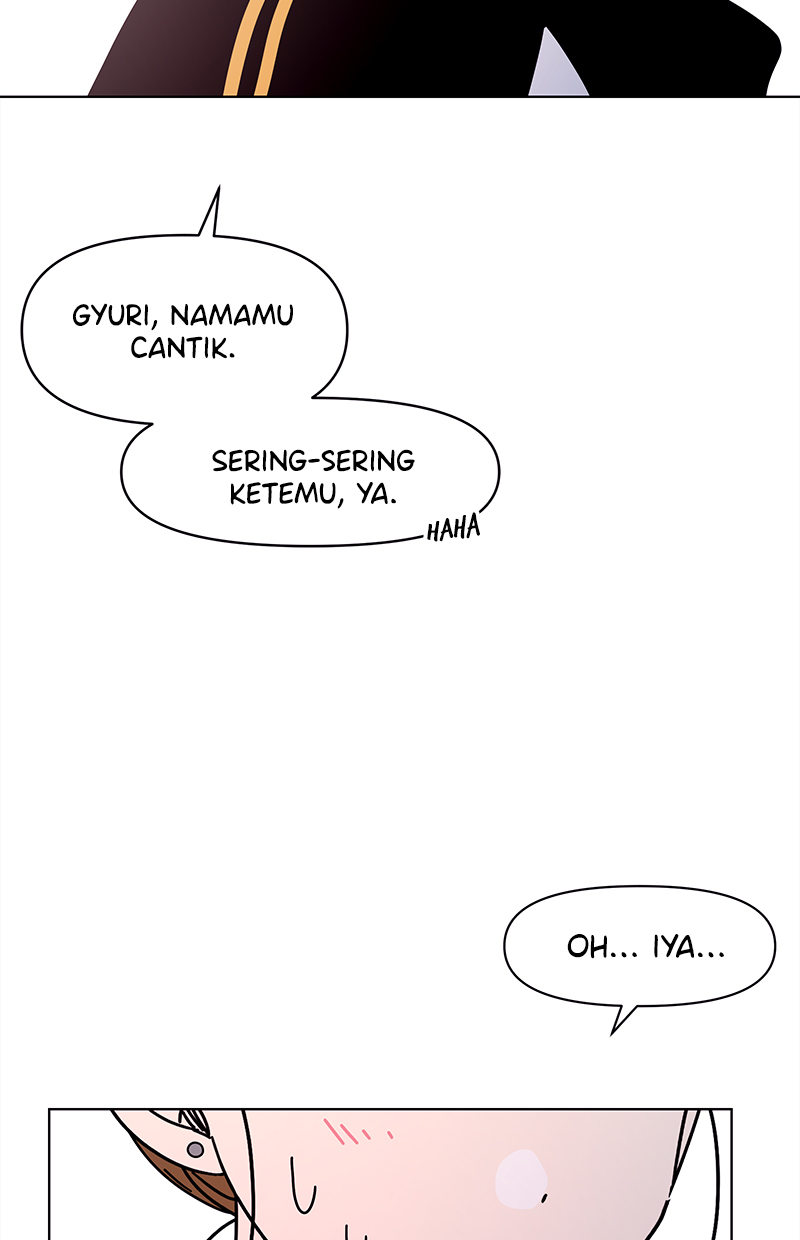 GYURI, NAMAMU
CANTIK.
SERING-SERING
KETEMU, YA.
HAHA
OH... IYA...